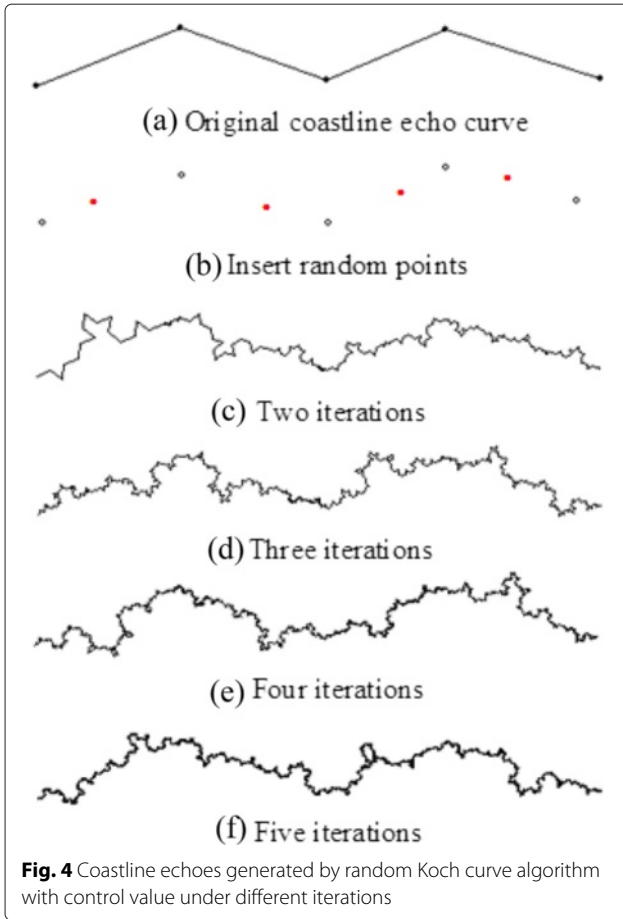 (a) Original coastline echo curve
(b) Insert random points
(c) Two iterations
(d) Three iterations
(e) Four iterations
(f) Five iterations
Fig. 4 Coastline echoes generated by random Koch curve algorithm
with control value under different iterations